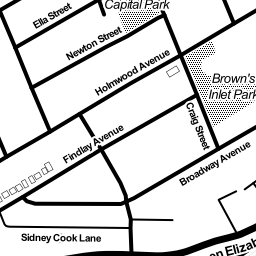 Capital Park
Ella Street
Newton Street
Holmwood Avenue
Brown's
Inlet Park
Craig Street
Findlay Avenue
Broadway Avenue
Sidney Cook Lane